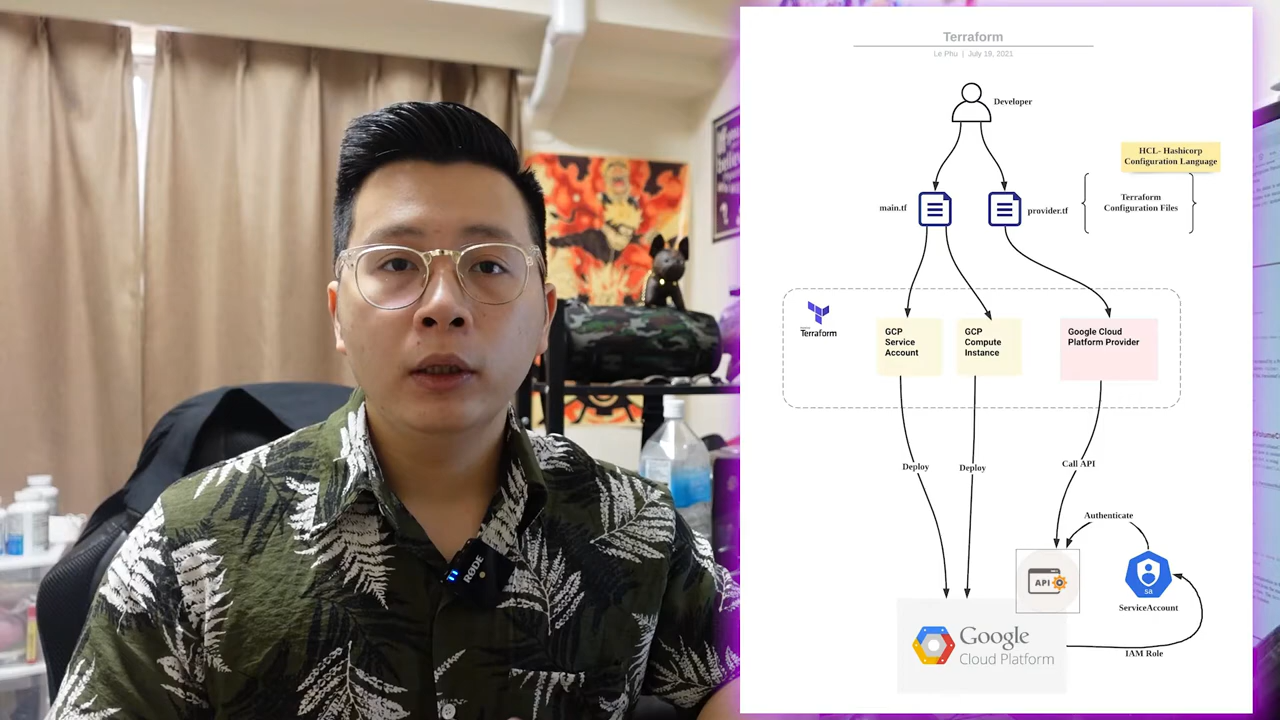 Terraform
Le Phu | July 19, 2021
Developer
HCL- Hashicorp
Configuration Language
main.tf
provider.tf
Terraform
Configuration Files
Terraform
GCP
Service
Account
GCP
Compute
Instance
Google Cloud
Platform Provider
Deploy
Deploy
Call API
Authenticate
API
sa
ServiceAccount
Google
Cloud Platform
IAM Role
RØDE